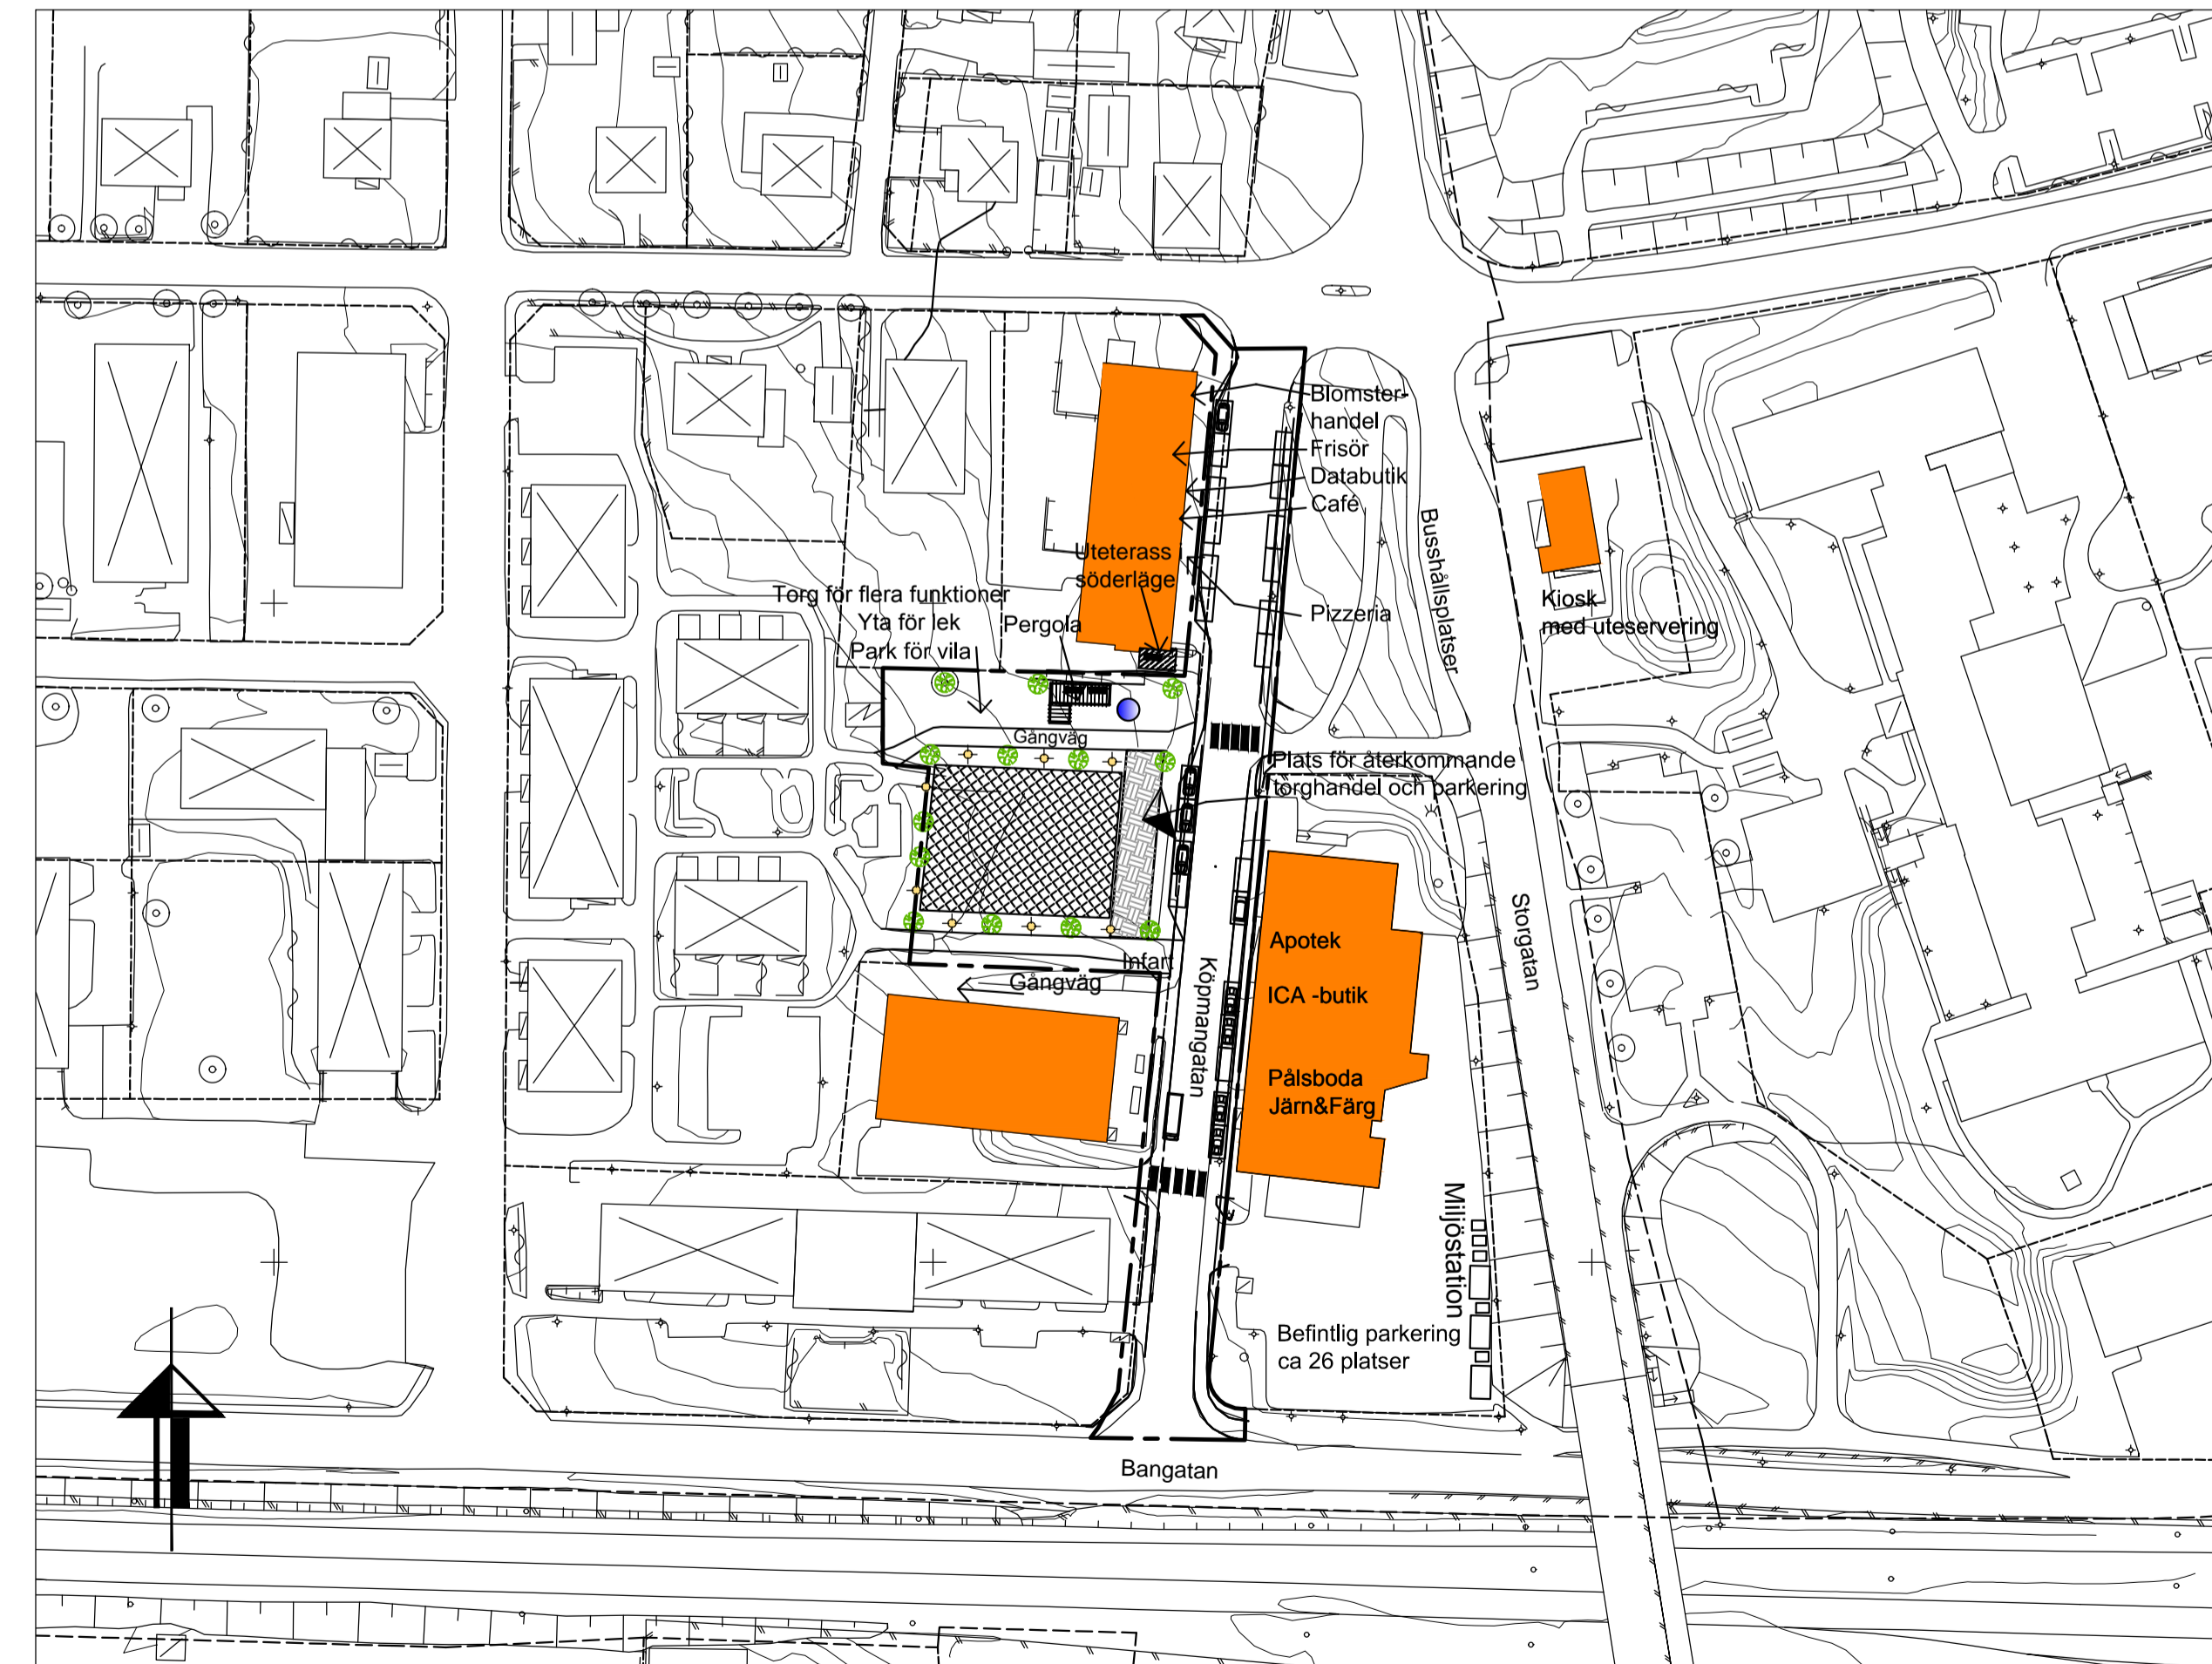 Blomster-
handel
Frisör
Databutik
Café
Uteterass i
söderläge
Pizzeria
Busshållsplatser
Kiosk
med uteservering
Torg för flera funktioner
Yta för lek
Park för vila
Pergola
Gångväg
Plats för återkommande
torghandel och parkering
Storgatan
Apotek
ICA -butik
Pålsboda
Järn&Färg
Infart
Gångväg
Köpmangatan
Miljöstation
Befintlig parkering
ca 26 platser
Bangatan